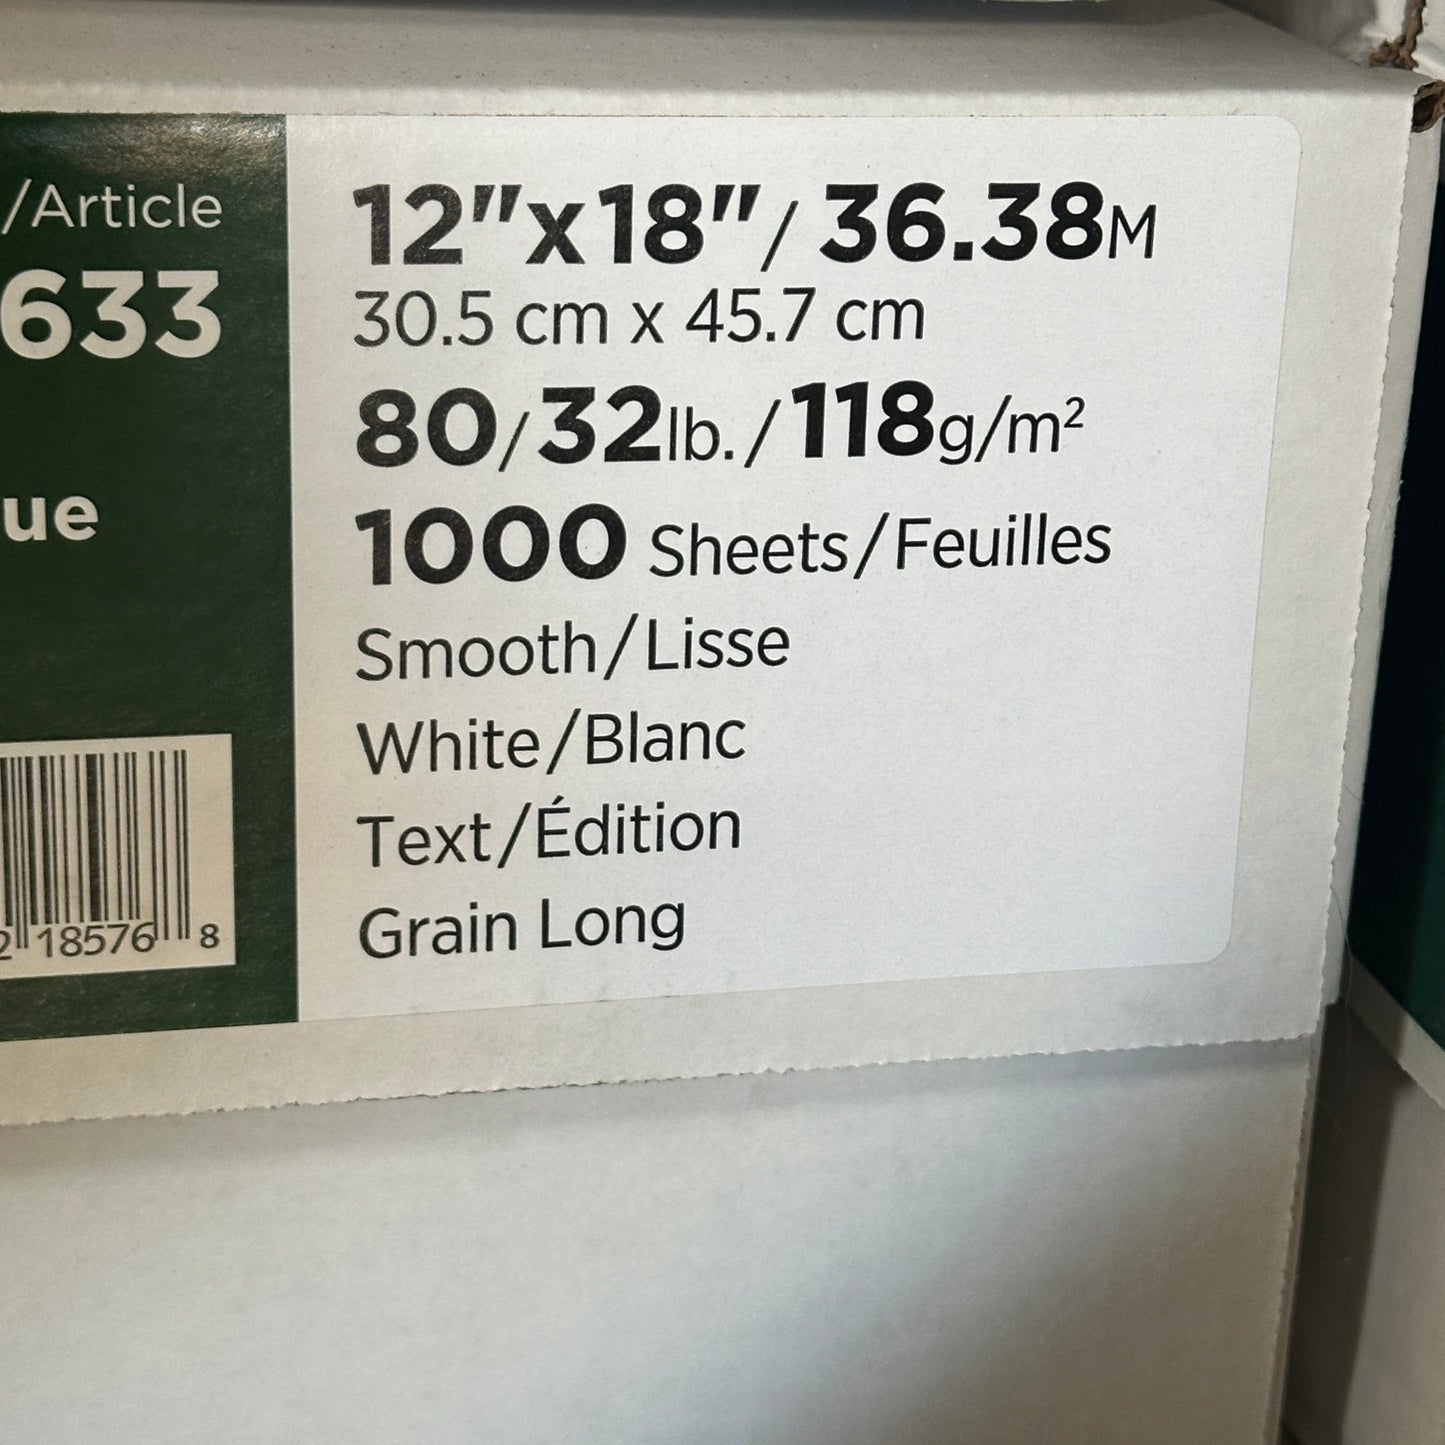 /Article
633
ue
2 18576 8
12"x18"/ 36.38M
30.5 cm x 45.7 cm
80/32lb./118g/m²
1000 Sheets/Feuilles
Smooth/Lisse
White/Blanc
Text/Édition
Grain Long